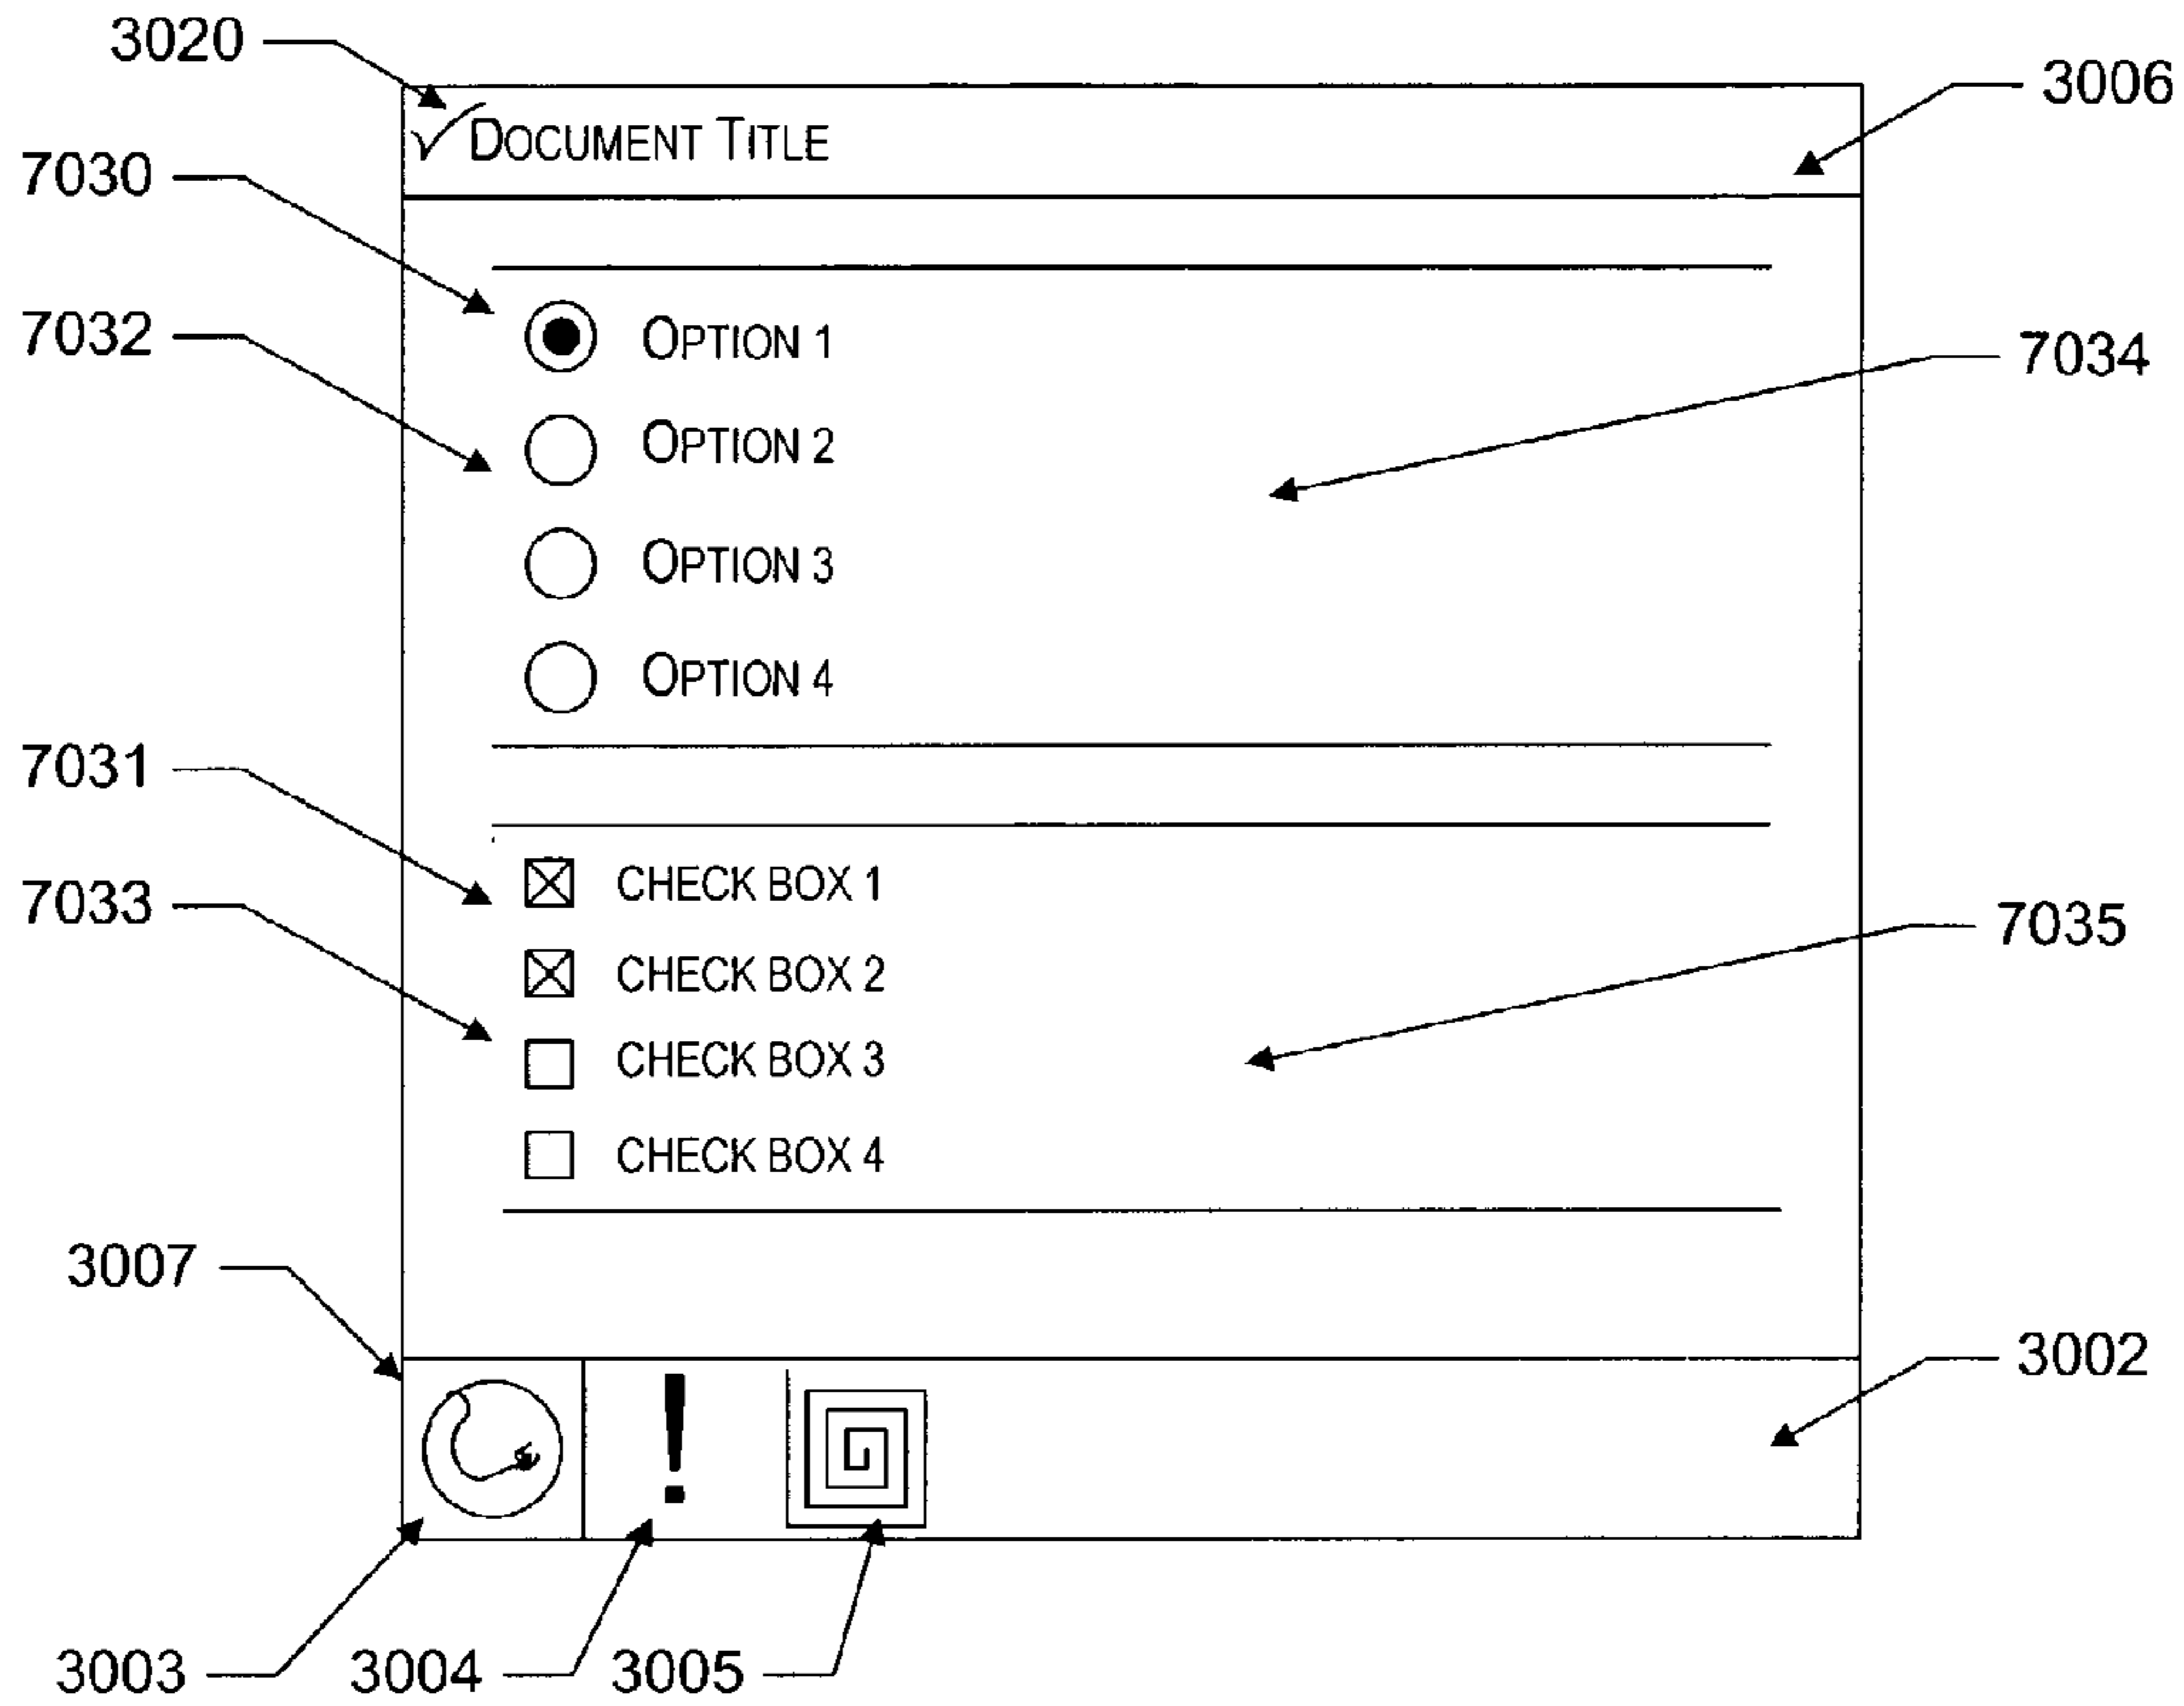 3020
3006
DOCUMENT TITLE
7030
7032
OPTION 1
7034
OPTION 2
OPTION 3
OPTION 4
7031
CHECK BOX 1
7033
7035
CHECK BOX 2
CHECK BOX 3
CHECK BOX 4
3007
3002
!
3003
3004
3005